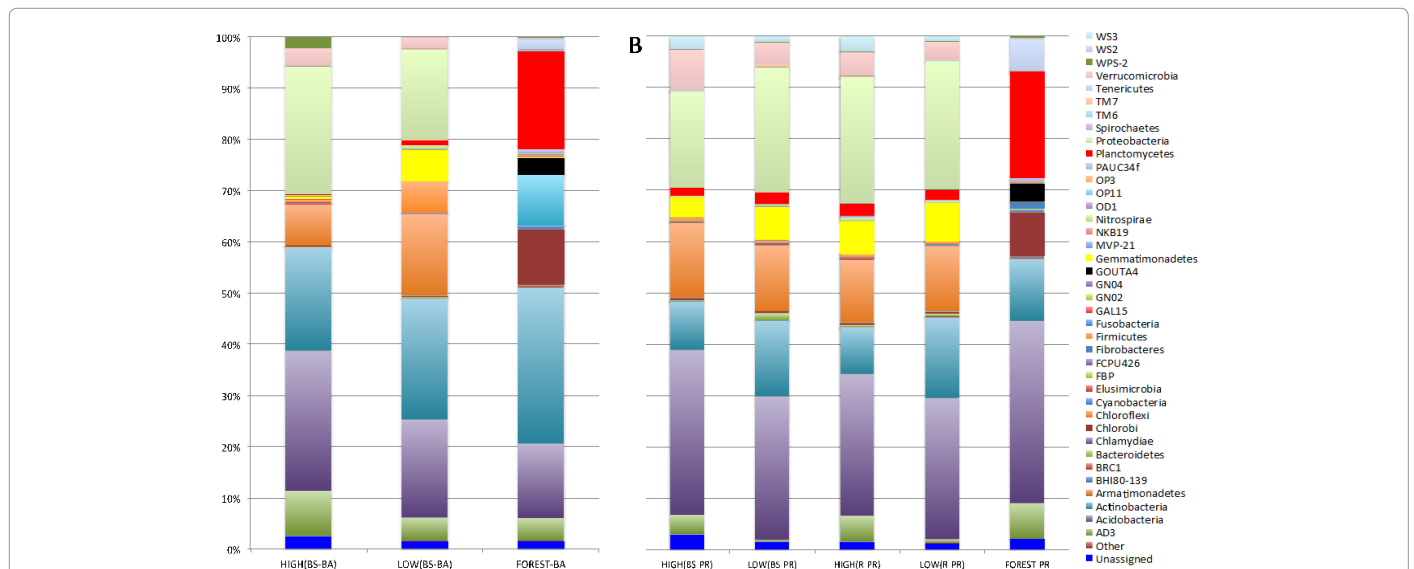 100%
90%
80%
70%
60%
50%
40%
30%
20%
10%
0%
HIGH(BS-BA) LOW(BS-BA) FOREST-BA
B
HIGH(BS PR) LOW(BS PR) HIGH(R PR) LOW(R PR) FOREST PR
WS3
WS2
WPS-2
Verrucomicrobia
Tenericutes
TM7
TM6
Spirochaetes
Proteobacteria
Planctomycetes
PAUC34f
OP3
OP11
OD1
Nitrospirae
NKB19
MVP-21
Gemmatimonadetes
GOUTA4
GN04
GN02
GAL15
Fusobacteria
Firmicutes
Fibrobacteres
FCPU426
FBP
Elusimicrobia
Cyanobacteria
Chloroflexi
Chlorobi
Chlamydiae
Bacteroidetes
BRC1
BHI80-139
Armatimonadetes
Actinobacteria
Acidobacteria
AD3
Other
Unassigned